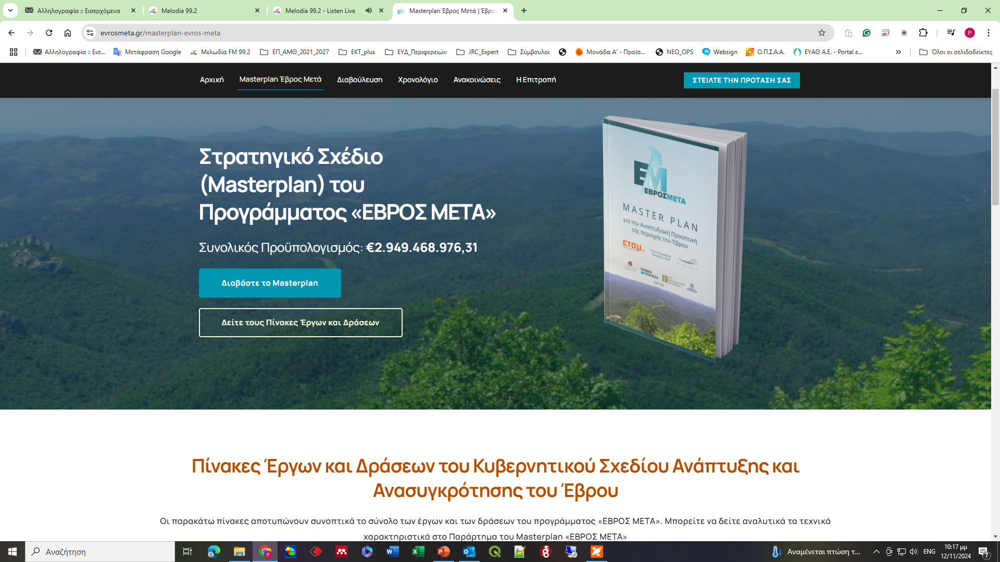 Αλληλογραφία :: Εισερχόμενα
Melodia 99.2
Melodia 99.2 - Listen Live
Masterplan Έβρος Μετά | Έβρο
evrosmeta.gr/masterplan-evros-meta
P
Αλληλογραφία :: Εισ...
Μετάφραση Google
Μελωδία FM 99,2
ΕΠ_ΑΜΘ_2021_2027
EKT_plus
ΕΥΔ_Περιφερειών
JRC_Expert
Σύμβουλοι
Μονάδα Α' - Προϊσ...
NEO_OPS
Websign
Ο.Π.Σ.Α.Α.
ΕΥΑΘ Α.Ε. - Portal ε...
Όλοι οι σελιδοδείκτες
Αρχική
Masterplan Έβρος Μετά
Διαβούλευση
Χρονολόγιο
Ανακοινώσεις
Η Επιτροπή
ΣΤΕΙΛΤΕ ΤΗΝ ΠΡΟΤΑΣΗ ΣΑΣ
Στρατηγικό Σχέδιο
(Masterplan) του
Προγράμματος «ΕΒΡΟΣ ΜΕΤΑ»
Συνολικός Προϋπολογισμός: €2.949.468.976,31
Διαβάστε το Masterplan
Δείτε τους Πίνακες Έργων και Δράσεων
ΕΜ
ΕΒΡΟΣΜΕΤΑ
MASTER PLAN
για την Αναπτυξιακή Προοπτική
της περιοχής του Έβρου
εταμ
ΕΘΝΙΚΗ
ΤΡΑΠΕΖΑ
Πίνακες Έργων και Δράσεων του Κυβερνητικού Σχεδίου Ανάπτυξης και
Ανασυγκρότησης του Έβρου
Οι παρακάτω πίνακες αποτυπώνουν συνοπτικά το σύνολο των έργων και των δράσεων του προγράμματος «ΕΒΡΟΣ ΜΕΤΑ». Μπορείτε να δείτε αναλυτικά τα τεχνικά
χαρακτηριστικά στο Παράρτημα του Masterplan «ΕΒΡΟΣ ΜΕΤΑ»
Αναζήτηση
Αναμένεται πτώση τ...
ENG
10:17 μμ
12/11/2024
7